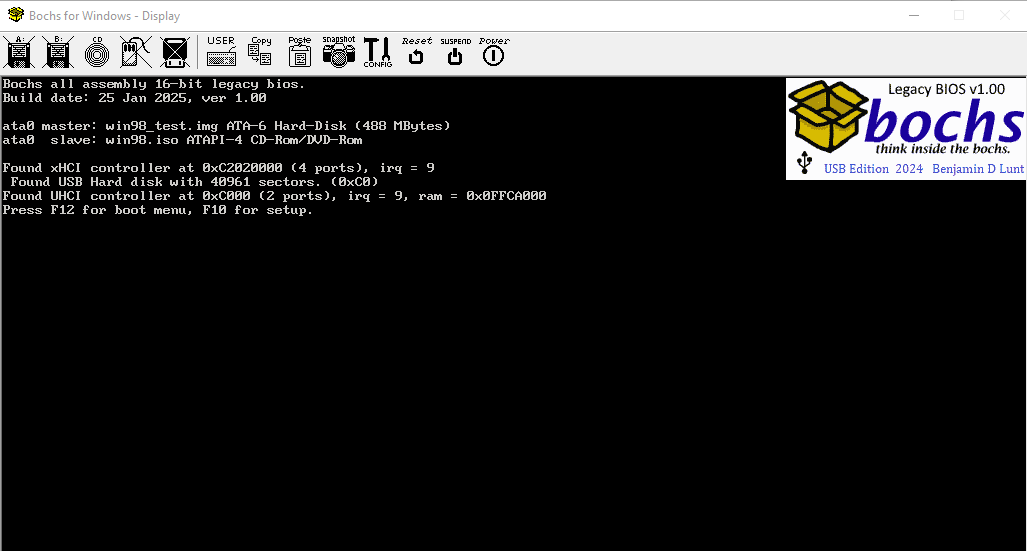 Bochs for Windows - Display
A:
B:
CD
USER
Copy
Paste
snapshot
CONFIG
Reset
SUSPEND
Power
Bochs all assembly 16-bit legacy bios.
Build date: 25 Jan 2025, ver 1.00
ata0 master: win98_test.img ATA-6 Hard-Disk (488 MBytes)
ata0  slave: win98.iso ATAPI-4 CD-Rom/DVD-Rom
Found xHCI controller at 0xC2020000 (4 ports), irq = 9
Found USB Hard disk with 40961 sectors. (0xC0)
Found UHCI controller at 0xC000 (2 ports), irq = 9, ram = 0x0FFCA000
Press F12 for boot menu, F10 for setup.
Legacy BIOS v1.00
bochs
think inside the bochs.
USB Edition 2024 Benjamin D Lunt